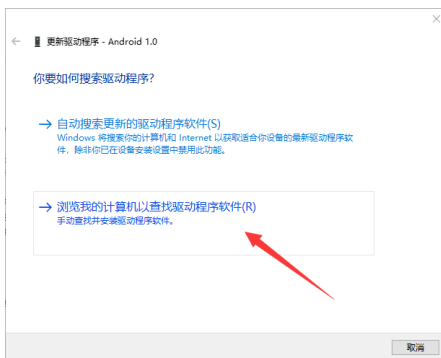 更新驱动程序 - Android 1.0
你要如何搜索驱动程序?
自动搜索更新的驱动程序软件(S)
Windows 将搜索你的计算机和 Internet 以获取适合你设备的最新驱动程序软
件，除非你已在设备安装设置中禁用此功能。
浏览我的计算机以查找驱动程序软件(R)
手动查找并安装驱动程序软件。
取消